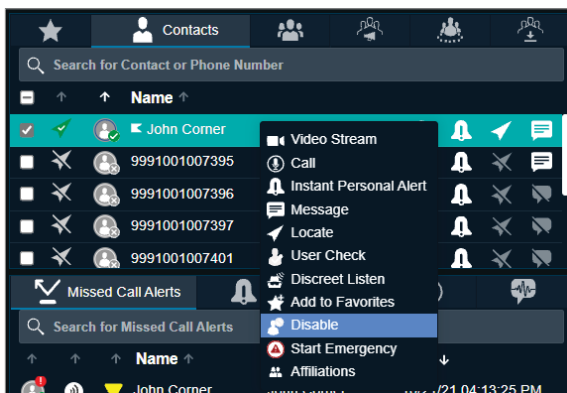 Contacts
Search for Contact or Phone Number
Name
John Corner
9991001007395
9991001007396
9991001007397
9991001007401
Video Stream
Call
Instant Personal Alert
Message
Locate
User Check
Discreet Listen
Add to Favorites
Disable
Start Emergency
Affiliations
Missed Call Alerts
Search for Missed Call Alerts
Name
John Corner
/21 04:13:25 PM